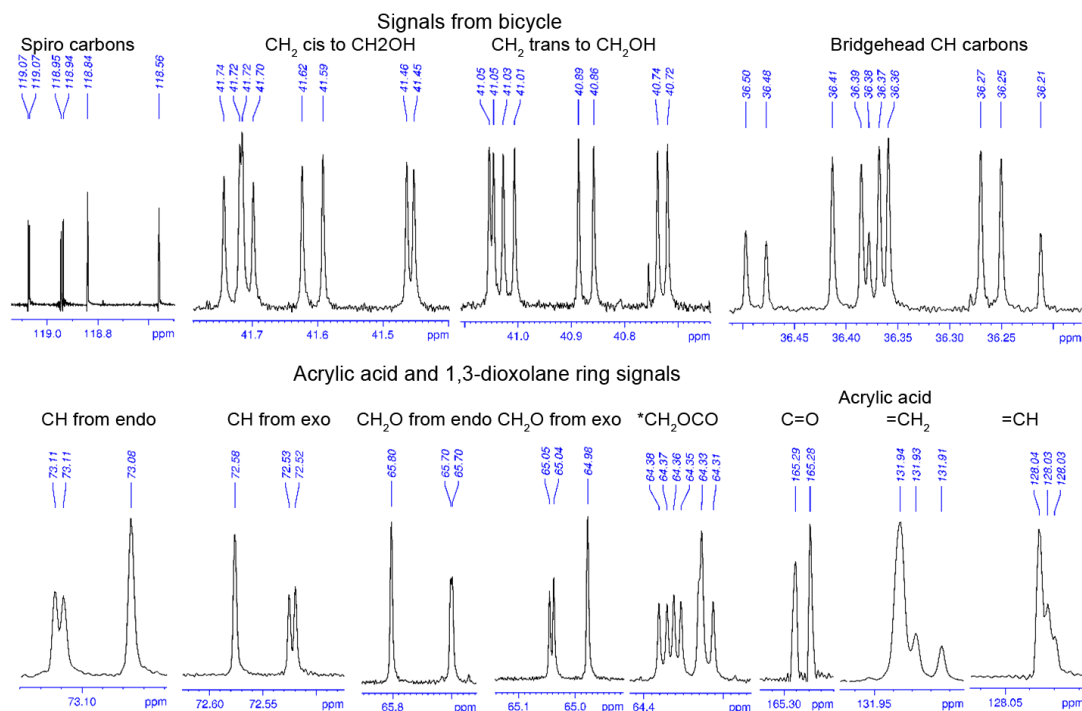 Signals from bicycle
Spiro carbons
CH2 cis to CH2OH
CH2 trans to CH2OH
Bridgehead CH carbons
119.07 119.07 118.95 118.94 118.84 118.56
41.74 41.72 41.72 41.70 41.62 41.59 41.46 41.45
41.05 41.05 41.03 41.01 40.89 40.86 40.74 40.72
36.50 36.48 36.41 36.39 36.38 36.37 36.36 36.27 36.25 36.21
119.0 118.8 ppm
41.7 41.6 41.5 ppm
41.0 40.9 40.8 ppm
36.45 36.40 36.35 36.30 36.25 ppm
Acrylic acid and 1,3-dioxolane ring signals
Acrylic acid
CH from endo
CH from exo
CH2O from endo
CH2O from exo
*CH2OCO
C=O
=CH2
=CH
73.11 73.11 73.08
72.58 72.53 72.52
65.80 65.70 65.70
65.05 65.04 64.98
64.38 64.37 64.36 64.35 64.33 64.31
165.29 165.28
131.94 131.93 131.91
128.04 128.03 128.03
73.10 ppm
72.60 72.55 ppm
65.8 ppm
65.1 65.0 ppm
64.4 ppm
165.30 ppm
131.95 ppm
128.05 ppm